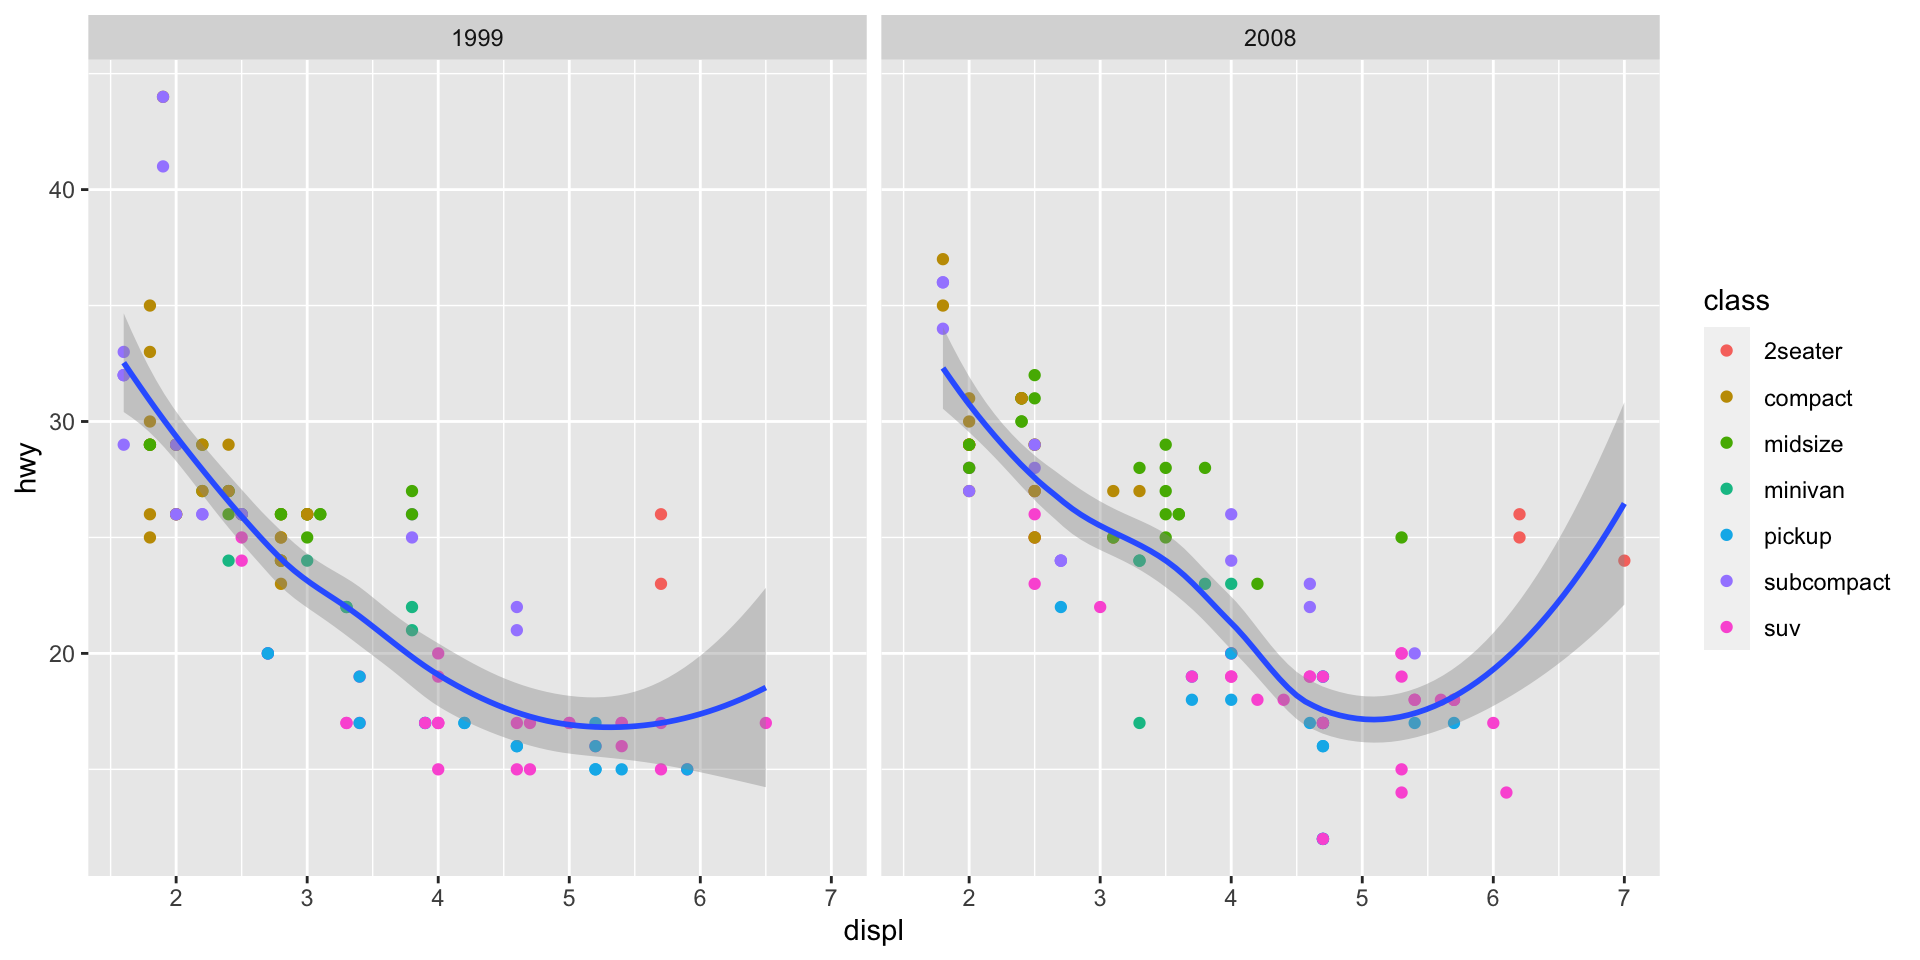 1999 2008
40
30
20
2 3 4 5 6 7 2 3 4 5 6 7
displ
hwy
class
2seater
compact
midsize
minivan
pickup
subcompact
suv